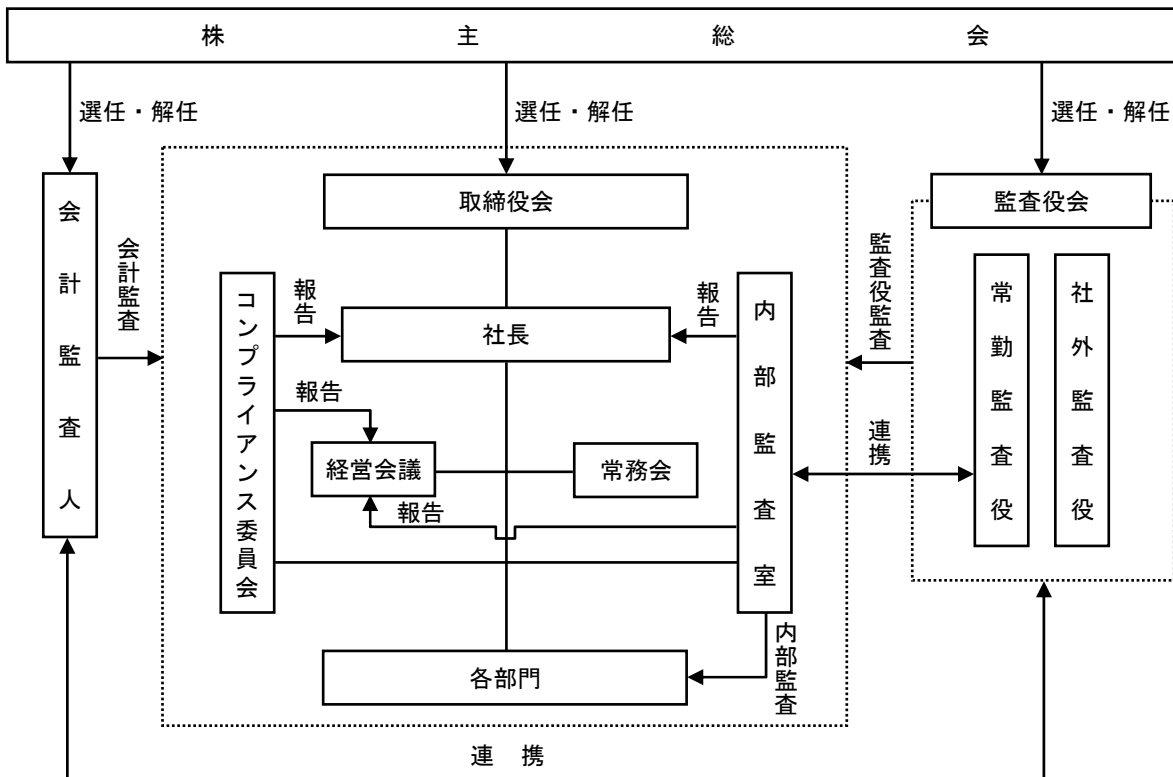 株主総会
選任・解任
選任・解任
選任・解任
会計監査人
会計監査
取締役会
監査役会
コンプライアンス委員会
報告
社長
報告
内部監査室
監査役監査
常勤監査役
社外監査役
報告
経営会議
常務会
連携
報告
各部門
内部監査
連携